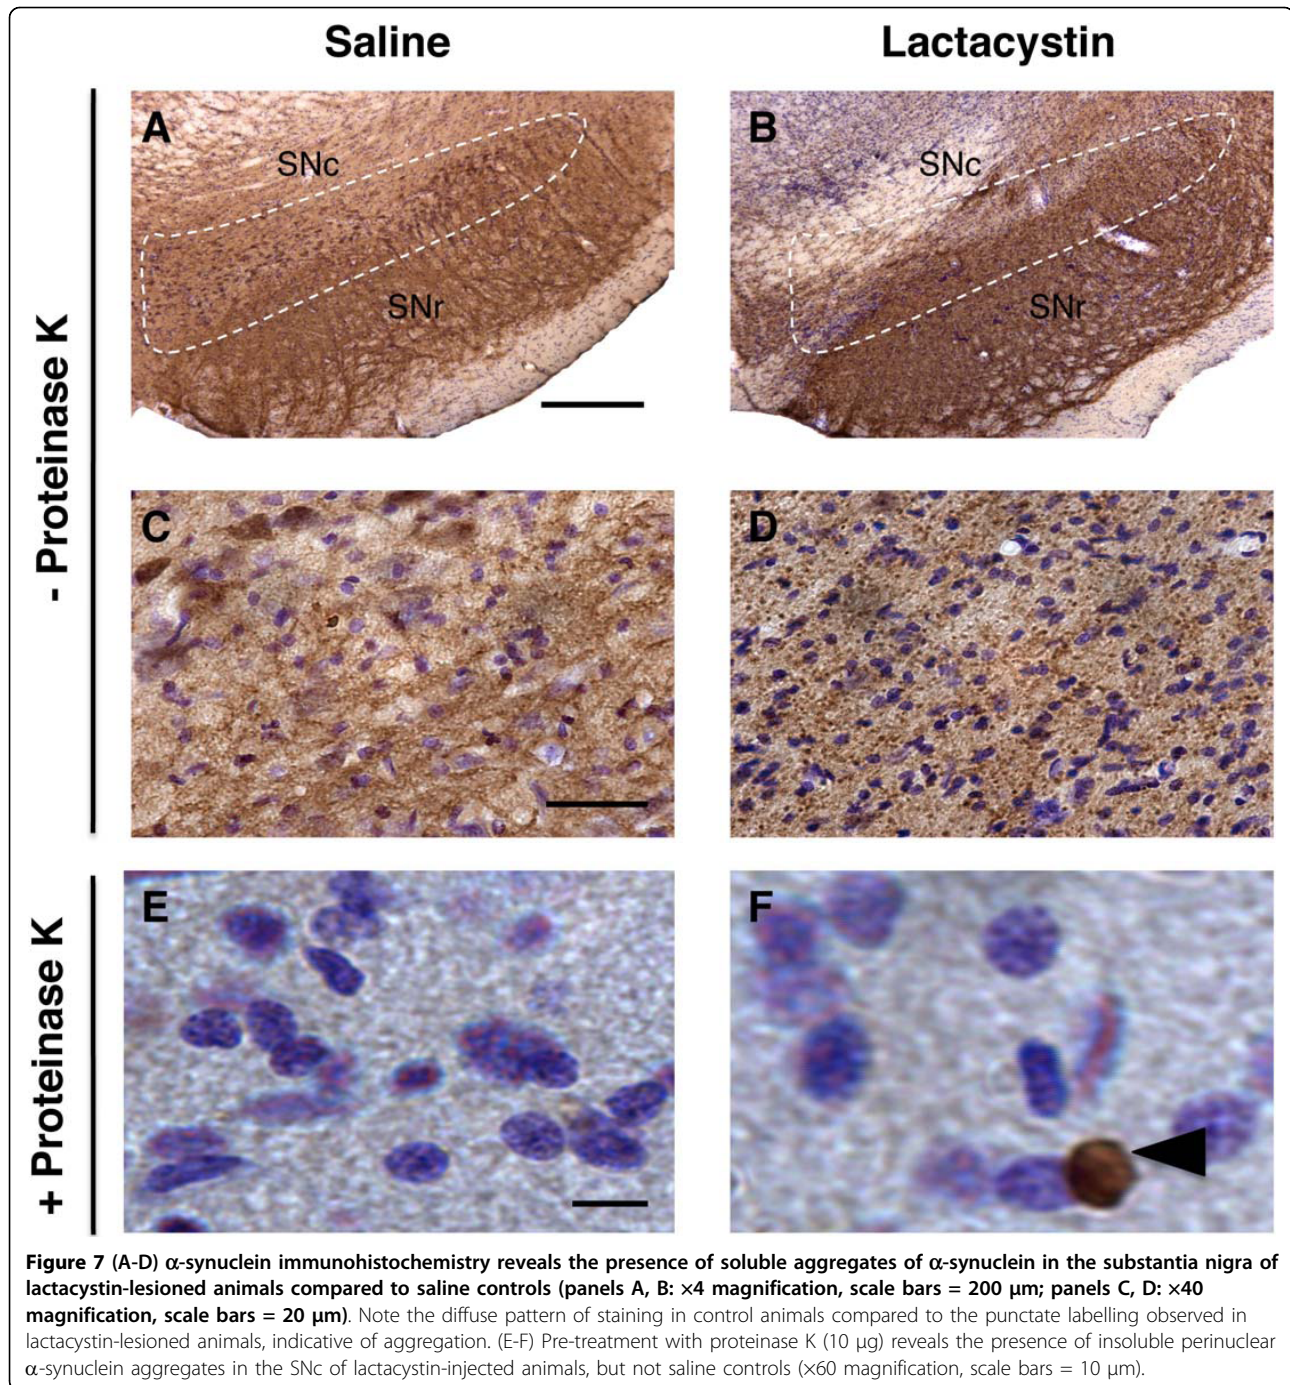 Saline
Lactacystin
- Proteinase K
A
SNc
SNr
B
SNc
SNr
C
D
+ Proteinase K
E
F
Figure 7 (A-D) α-synuclein immunohistochemistry reveals the presence of soluble aggregates of α-synuclein in the substantia nigra of
lactacystin-lesioned animals compared to saline controls (panels A, B: ×4 magnification, scale bars = 200 μm; panels C, D: ×40
magnification, scale bars = 20 μm). Note the diffuse pattern of staining in control animals compared to the punctate labelling observed in
lactacystin-lesioned animals, indicative of aggregation. (E-F) Pre-treatment with proteinase K (10 μg) reveals the presence of insoluble perinuclear
α-synuclein aggregates in the SNc of lactacystin-injected animals, but not saline controls (×60 magnification, scale bars = 10 μm).